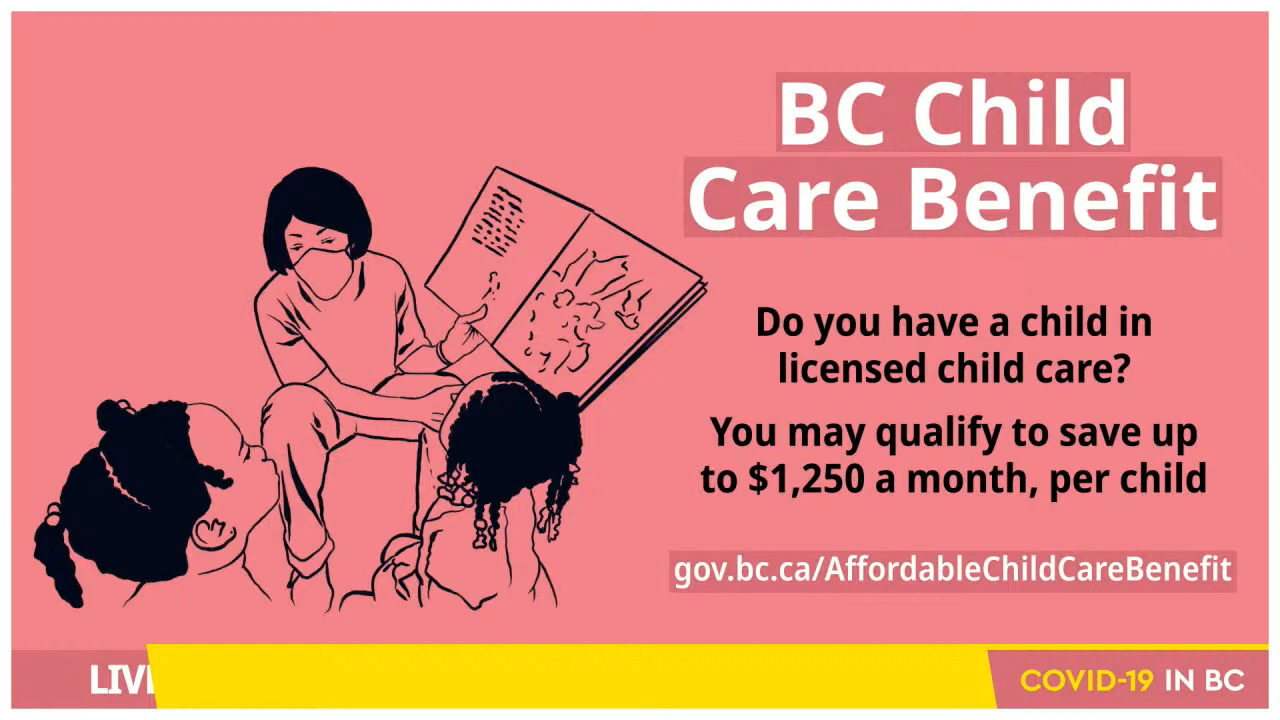 BC Child
Care Benefit
Do you have a child in
licensed child care?
You may qualify to save up
to $1,250 a month, per child
gov.bc.ca/AffordableChildCareBenefit
COVID-19 IN BC